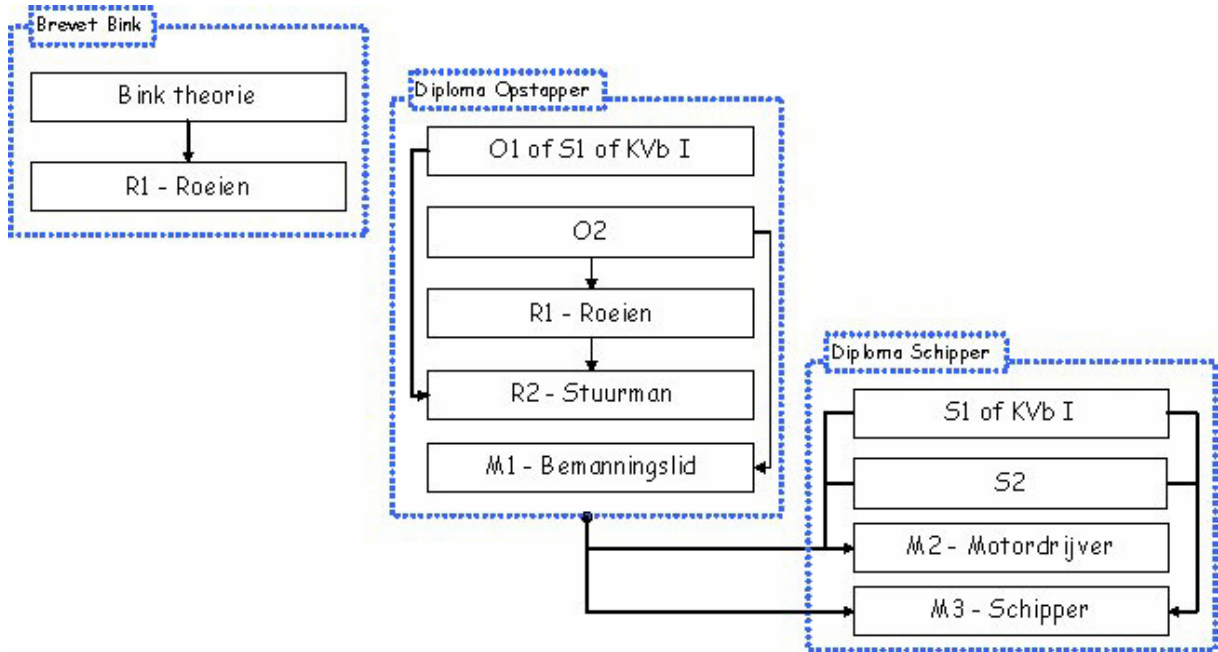 Brevet Bink
Bink theorie
R1 - Roeien
Diploma Opstapper
O1 of S1 of KVb I
O2
R1 - Roeien
R2 - Stuurman
M1 - Bemanningslid
Diploma Schipper
S1 of KVb I
S2
M2 - Motordrijver
M3 - Schipper